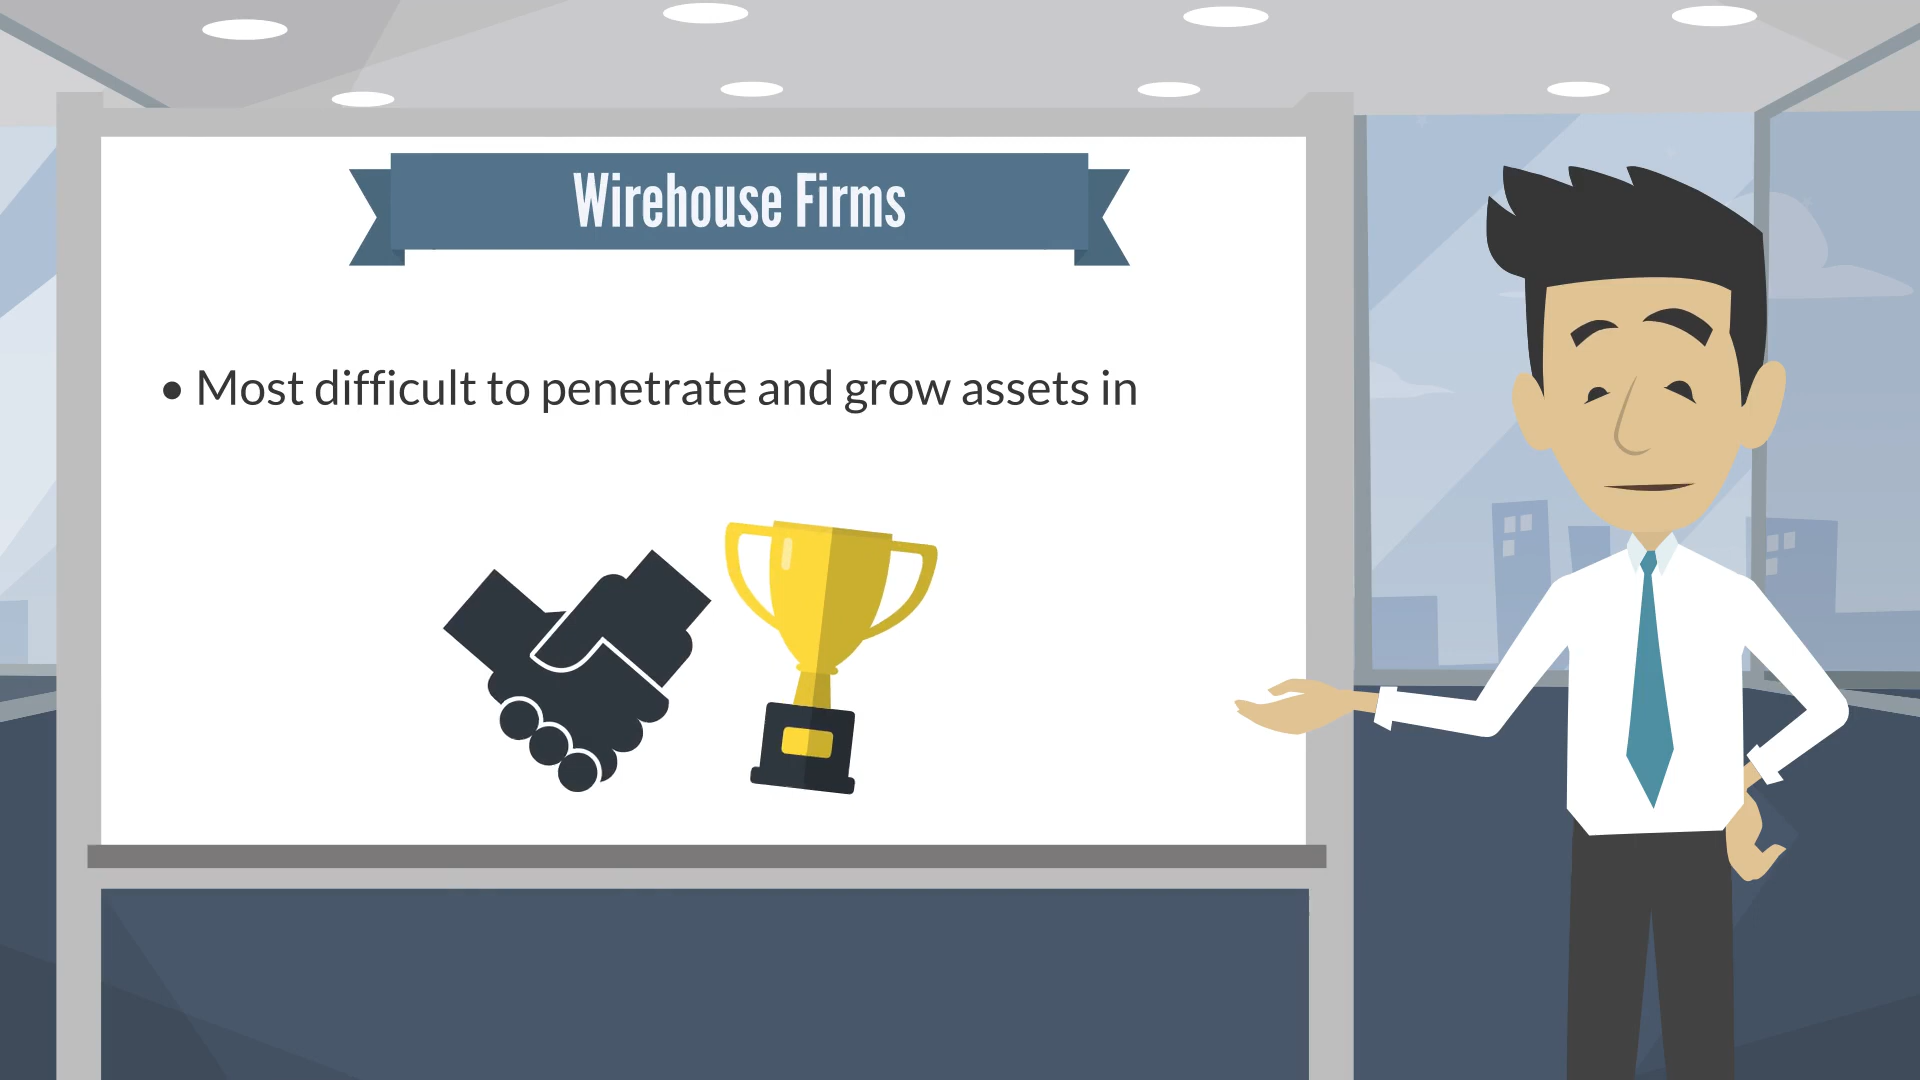 Wirehouse Firms
• Most difficult to penetrate and grow assets in